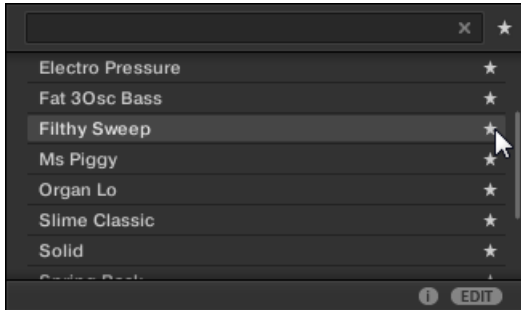 Electro Pressure
Fat 3Osc Bass
Filthy Sweep
Ms Piggy
Organ Lo
Slime Classic
Solid
EDIT